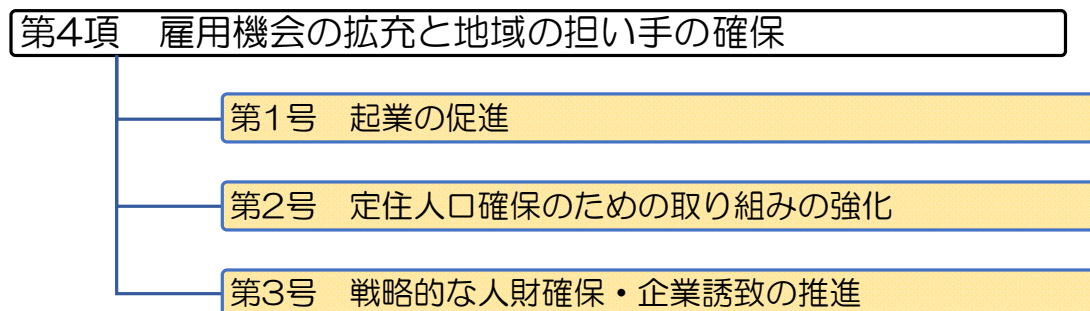 第4項　雇用機会の拡充と地域の担い手の確保
第1号　起業の促進
第2号　定住人口確保のための取り組みの強化
第3号　戦略的な人財確保・企業誘致の推進